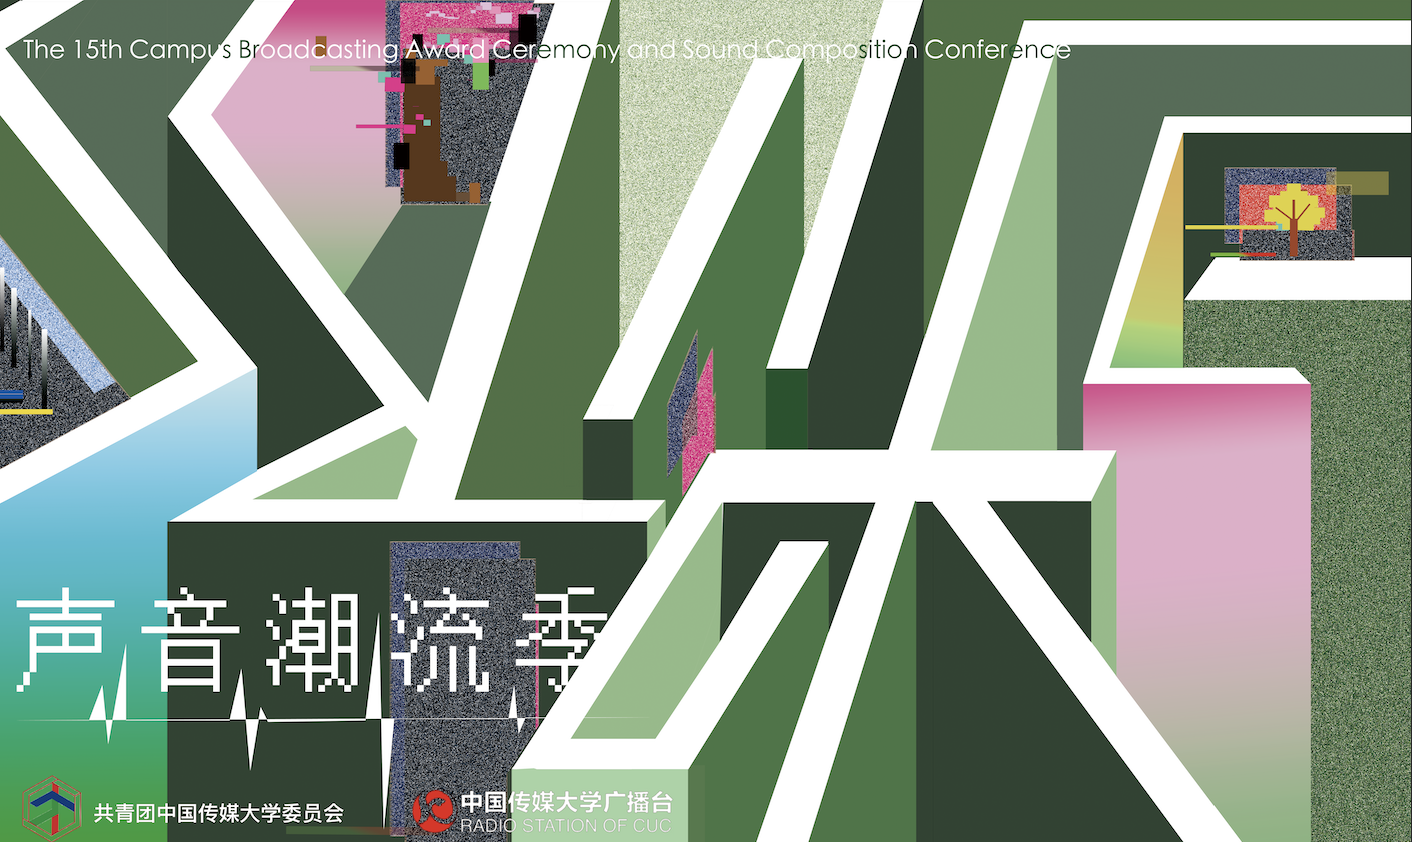 The 15th Campus Broadcasting Award Ceremony and Sound Composition Conference
声音潮流季
共青团中国传媒大学委员会
中国传媒大学广播台
RADIO STATION OF CUC